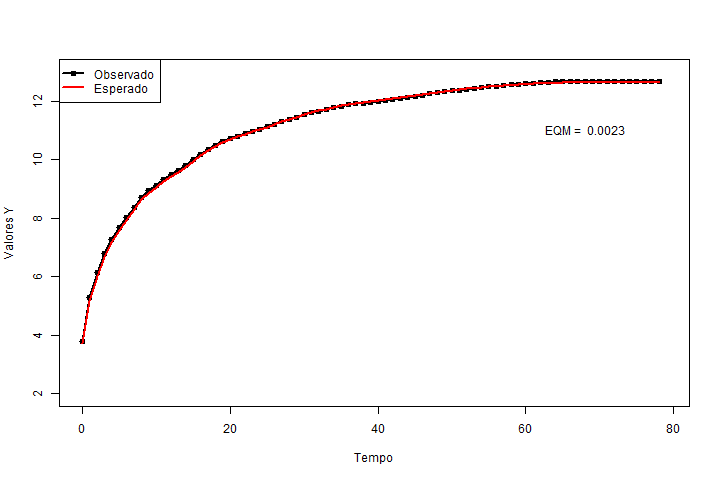 Observado
Esperado
EQM = 0.0023
Valores Y
2
4
6
8
10
12
0
20
40
60
80
Tempo